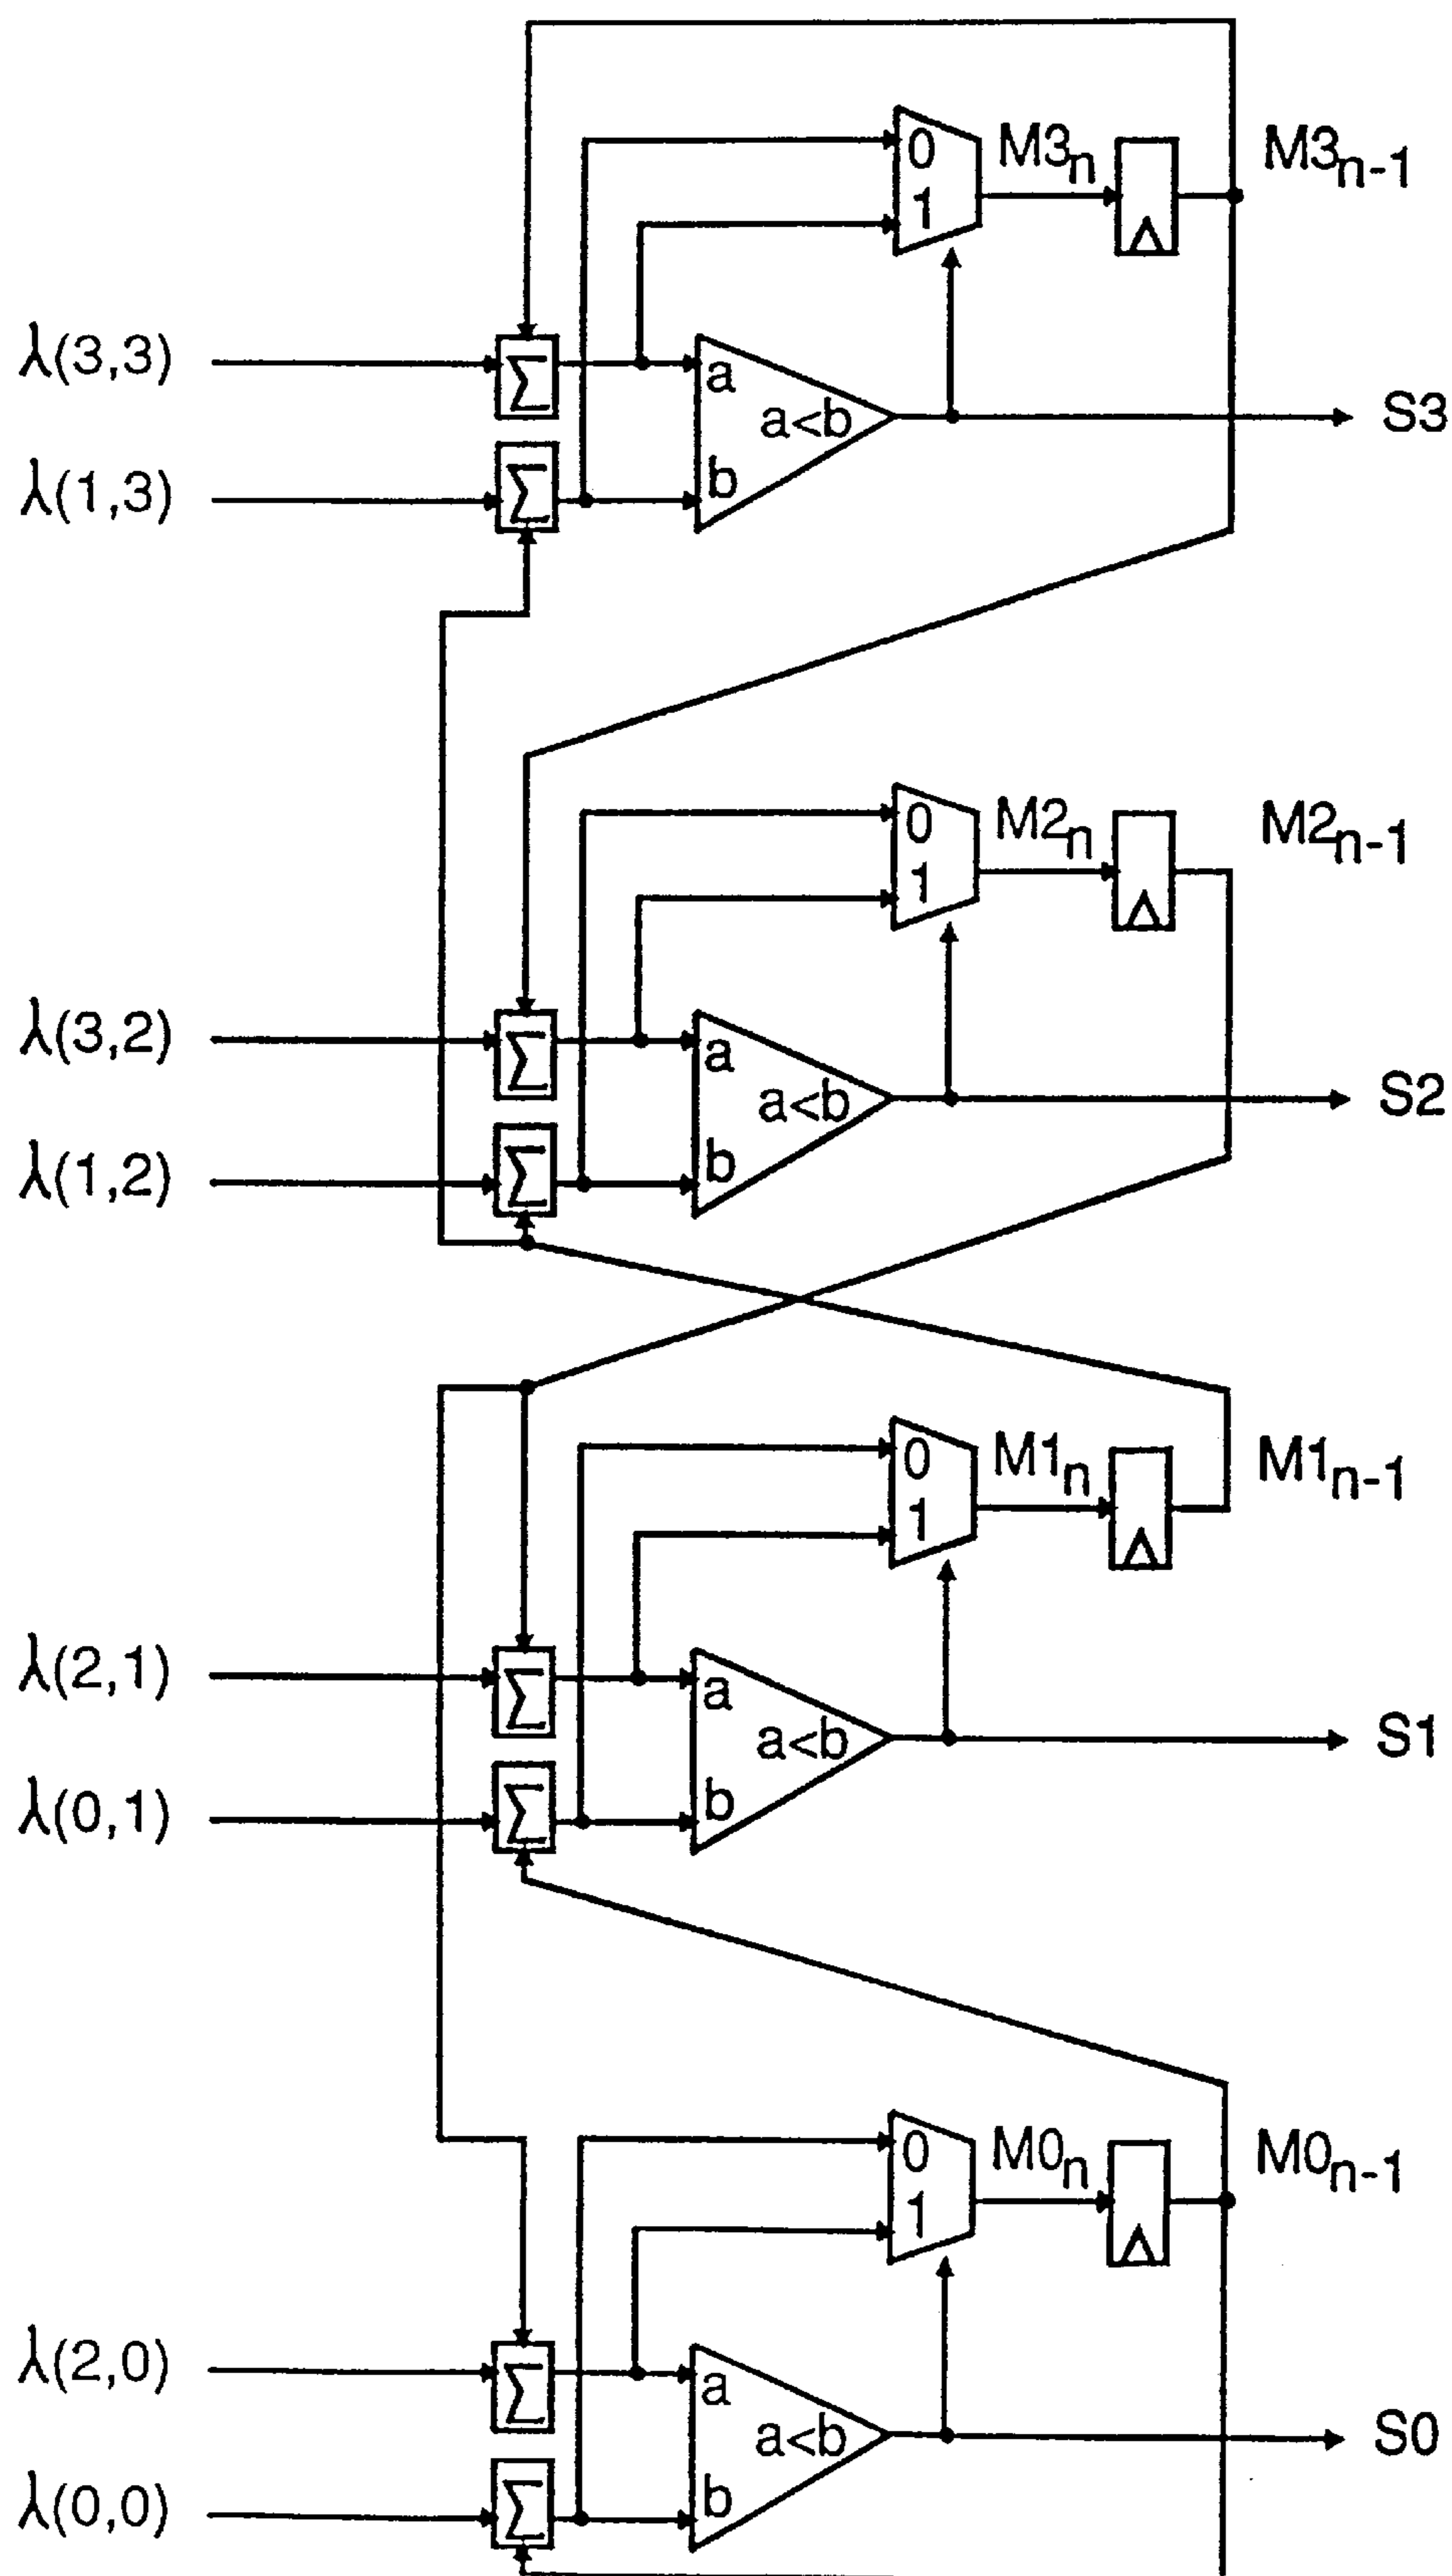 0
1
M3n
M3n-1
λ(3,3)
Σ
a
a<b
S3
λ(1,3)
Σ
b
0
1
M2n
M2n-1
λ(3,2)
Σ
a
a<b
S2
λ(1,2)
Σ
b
0
1
M1n
M1n-1
λ(2,1)
Σ
a
a<b
S1
λ(0,1)
Σ
b
0
1
M0n
M0n-1
λ(2,0)
Σ
a
a<b
S0
λ(0,0)
Σ
b